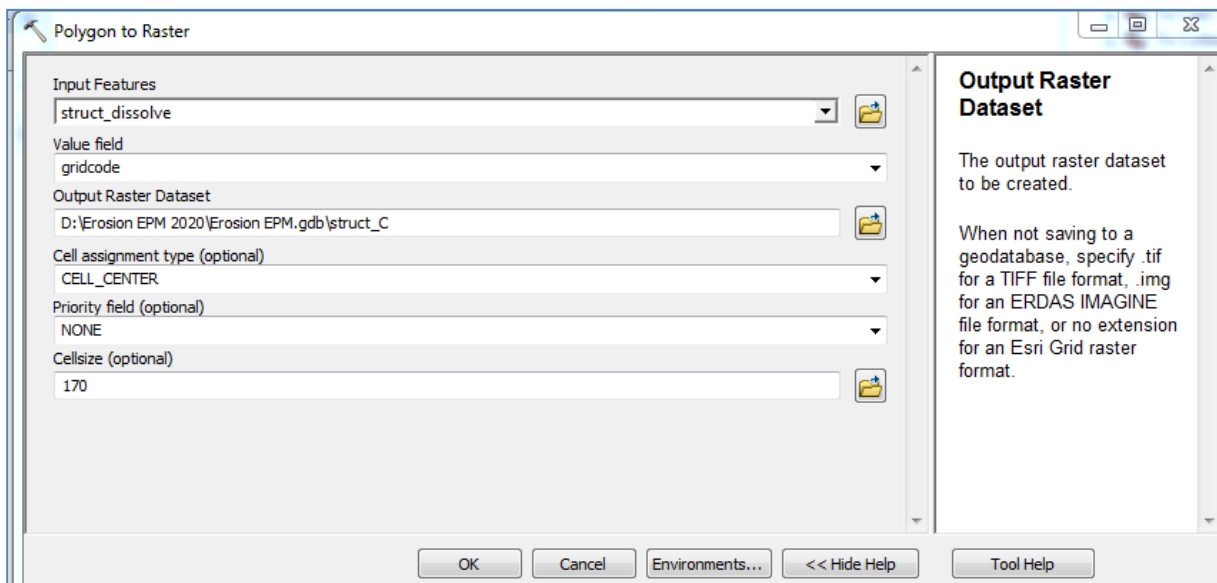 Polygon to Raster
Input Features
struct_dissolve
Value field
gridcode
Output Raster Dataset
D:\Erosion EPM 2020\Erosion EPM.gdb\struct_C
Cell assignment type (optional)
CELL_CENTER
Priority field (optional)
NONE
Cellsize (optional)
170
Output Raster
Dataset
The output raster dataset
to be created.
When not saving to a
geodatabase, specify .tif
for a TIFF file format, .img
for an ERDAS IMAGINE
file format, or no extension
for an Esri Grid raster
format.
OK
Cancel
Environments...
<< Hide Help
Tool Help